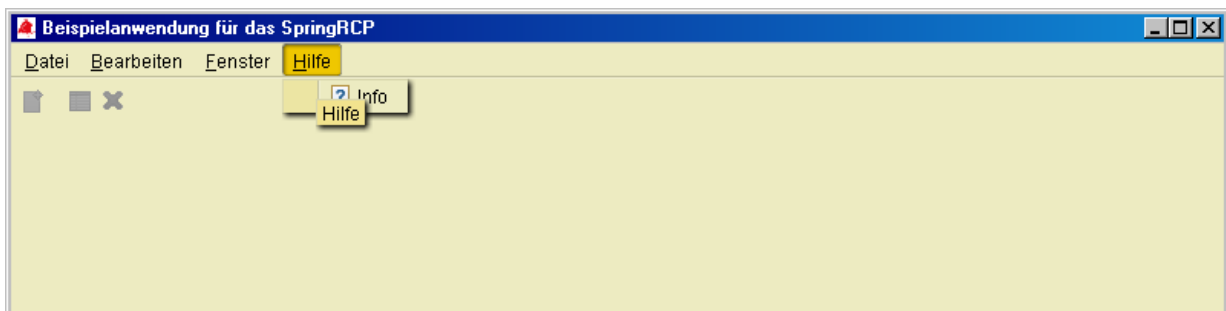 Beispielanwendung für das SpringRCP
Datei Bearbeiten Fenster Hilfe
Info
Hilfe